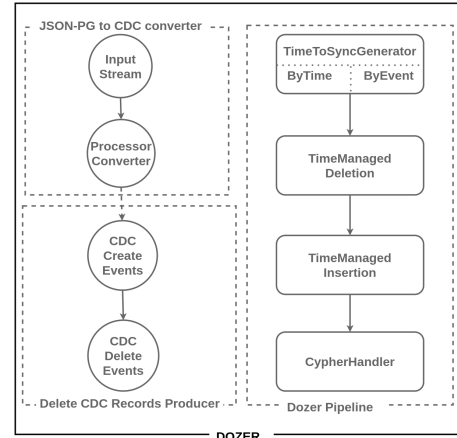 JSON-PG to CDC converter
Input
Stream
Processor
Converter
CDC
Create
Events
CDC
Delete
Events
Delete CDC Records Producer
TimeToSyncGenerator
ByTime
ByEvent
TimeManaged
Deletion
TimeManaged
Insertion
CypherHandler
Dozer Pipeline
DOZER